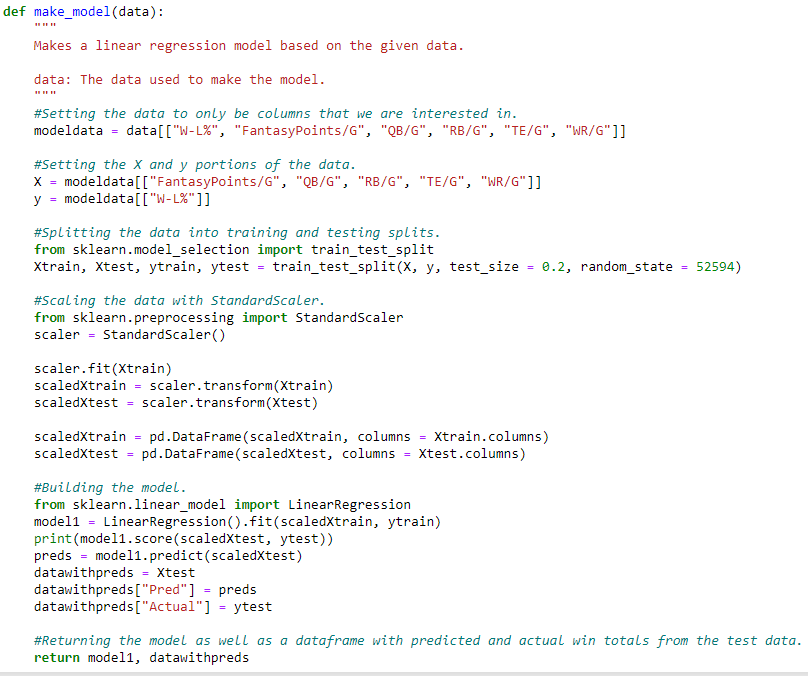 def make_model(data):
    """
    Makes a linear regression model based on the given data.

    data: The data used to make the model.
    """
    #Setting the data to only be columns that we are interested in.
    modeldata = data[["W-L%", "FantasyPoints/G", "QB/G", "RB/G", "TE/G", "WR/G"]]

    #Setting the X and y portions of the data.
    X = modeldata[["FantasyPoints/G", "QB/G", "RB/G", "TE/G", "WR/G"]]
    y = modeldata[["W-L%"]]

    #Splitting the data into training and testing splits.
    from sklearn.model_selection import train_test_split
    Xtrain, Xtest, ytrain, ytest = train_test_split(X, y, test_size = 0.2, random_state = 52594)

    #Scaling the data with StandardScaler.
    from sklearn.preprocessing import StandardScaler
    scaler = StandardScaler()

    scaler.fit(Xtrain)
    scaledXtrain = scaler.transform(Xtrain)
    scaledXtest = scaler.transform(Xtest)

    scaledXtrain = pd.DataFrame(scaledXtrain, columns = Xtrain.columns)
    scaledXtest = pd.DataFrame(scaledXtest, columns = Xtest.columns)

    #Building the model.
    from sklearn.linear_model import LinearRegression
    model1 = LinearRegression().fit(scaledXtrain, ytrain)
    print(model1.score(scaledXtest, ytest))
    preds = model1.predict(scaledXtest)
    datawithpreds = Xtest
    datawithpreds["Pred"] = preds
    datawithpreds["Actual"] = ytest

    #Returning the model as well as a dataframe with predicted and actual win totals from the test data.
    return model1, datawithpreds